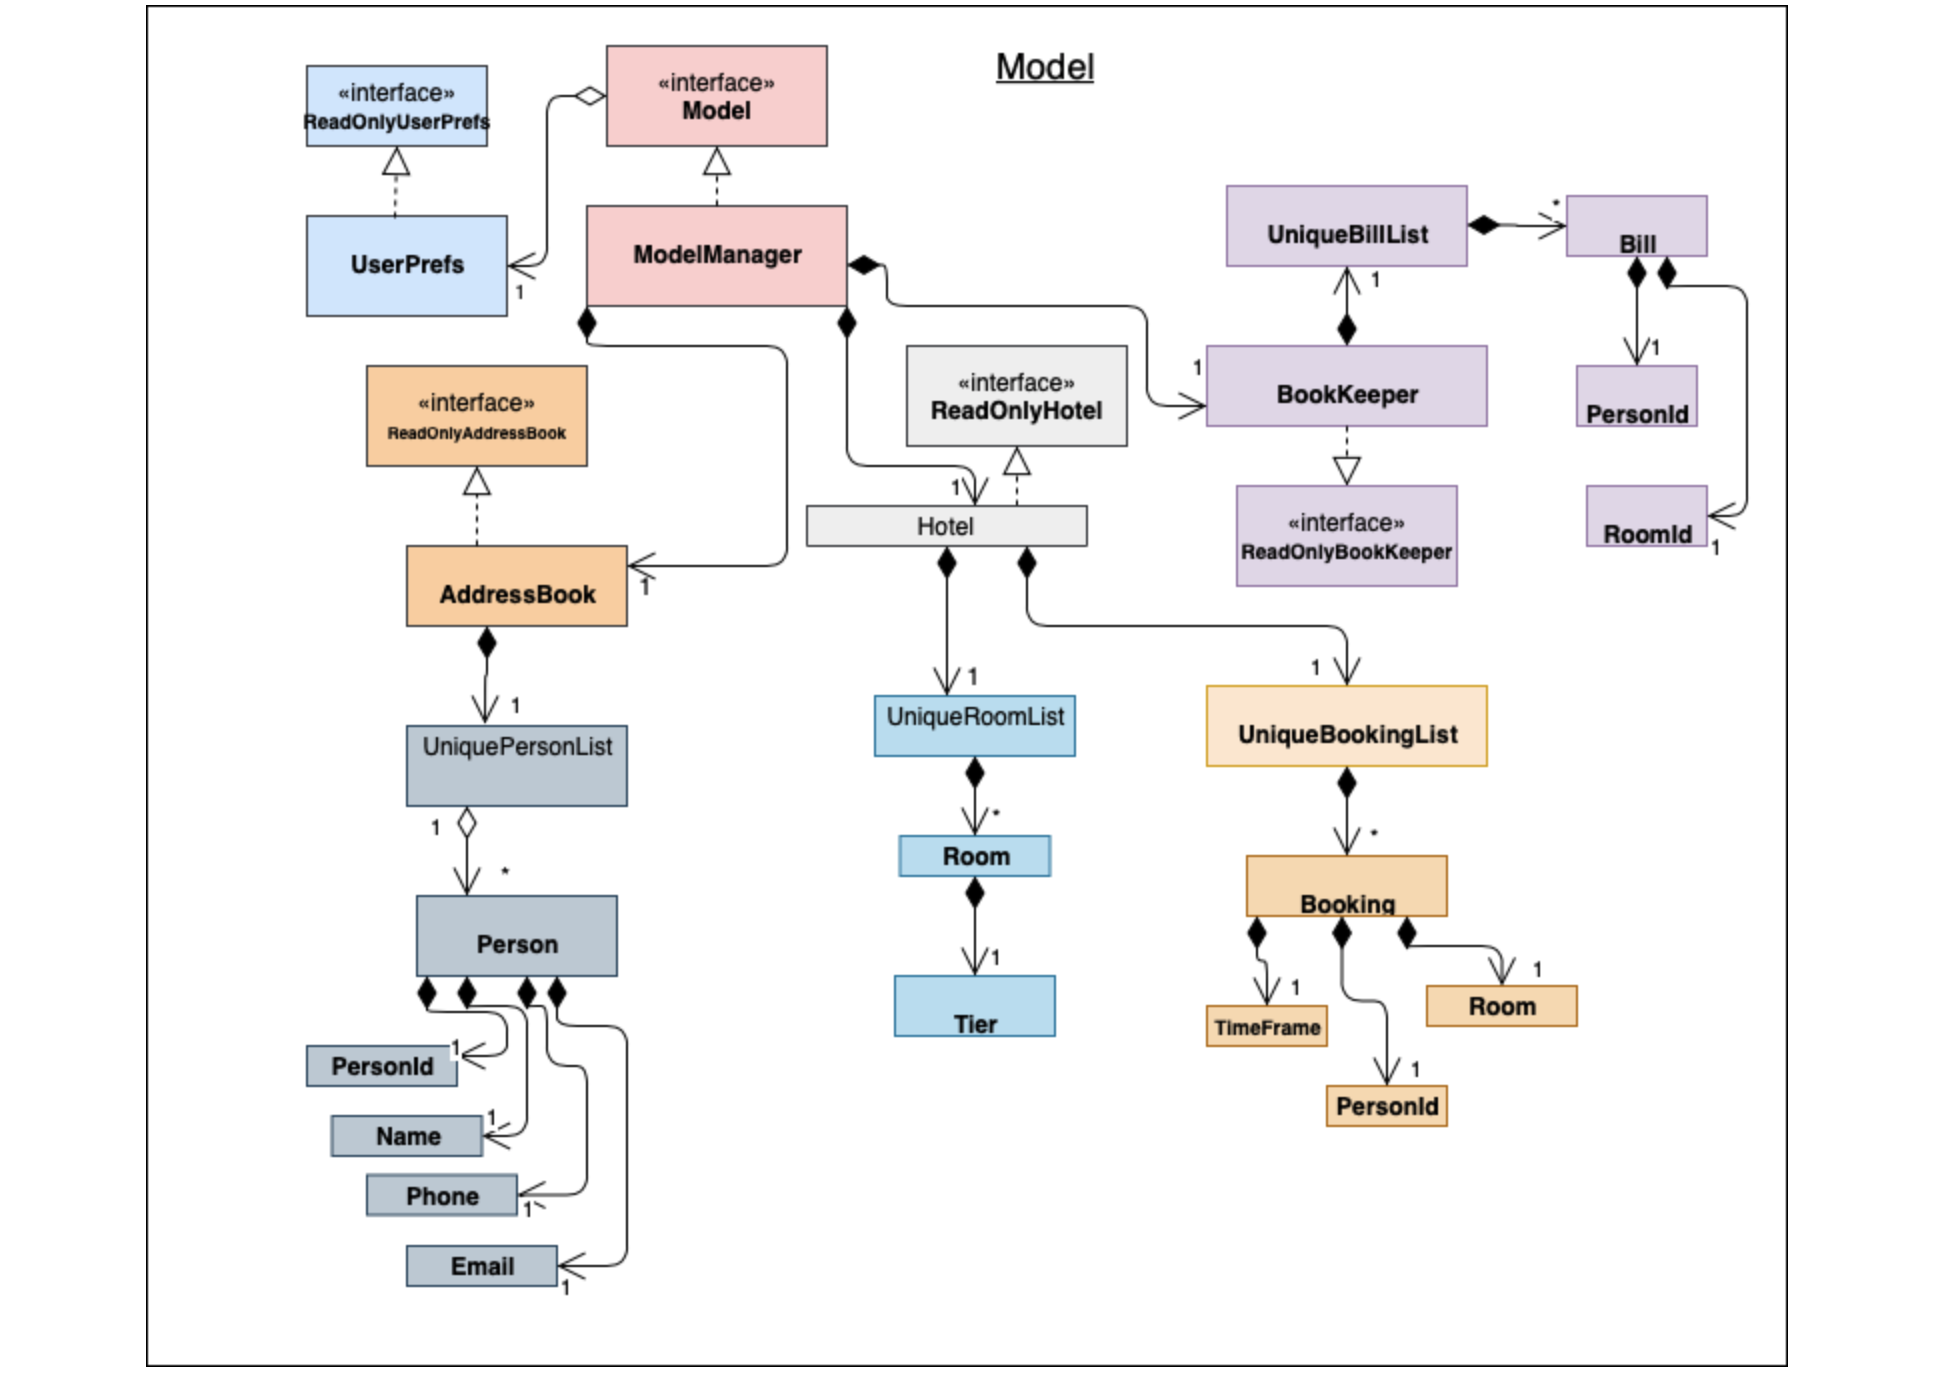 Model
«interface»
ReadOnlyUserPrefs
«interface»
Model
UserPrefs
1
ModelManager
UniqueBillList
*
Bill
1
1
PersonId
«interface»
ReadOnlyAddressBook
«interface»
ReadOnlyHotel
1
BookKeeper
1
Hotel
«interface»
ReadOnlyBookKeeper
RoomId
1
AddressBook
1
1
UniquePersonList
1
UniqueRoomList
1
UniqueBookingList
1
*
*
Room
*
Person
1
Tier
Booking
1
TimeFrame
1
Room
1
PersonId
1
PersonId
1
Name
1
Phone
1
Email
1